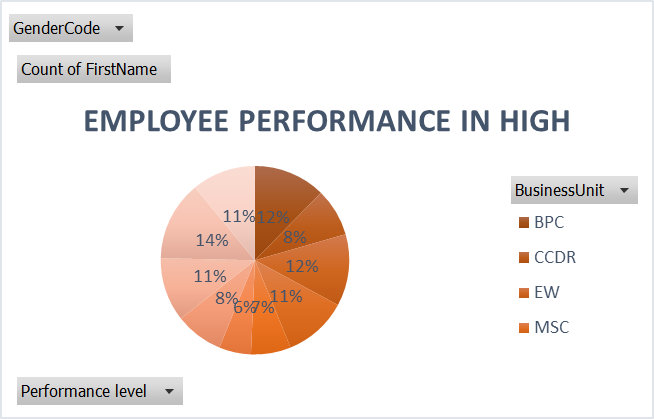 GenderCode
Count of FirstName
EMPLOYEE PERFORMANCE IN HIGH
BusinessUnit
BPC
CCDR
EW
MSC
12%
8%
12%
11%
7%
6%
8%
11%
14%
11%
Performance level